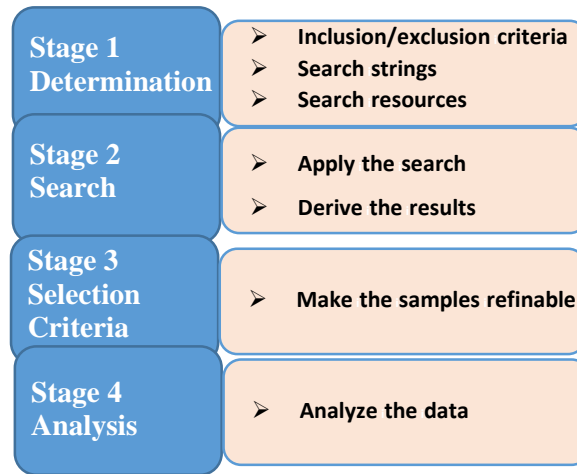 Stage 1
Determination
➢ Inclusion/exclusion criteria
➢ Search strings
➢ Search resources
Stage 2
Search
➢ Apply the search
➢ Derive the results
Stage 3
Selection
Criteria
➢ Make the samples refinable
Stage 4
Analysis
➢ Analyze the data